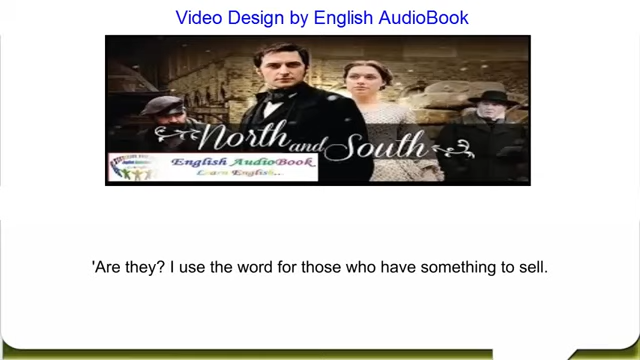 Video Design by English AudioBook
North and South
English AudioBook
Learn English...
'Are they? I use the word for those who have something to sell.